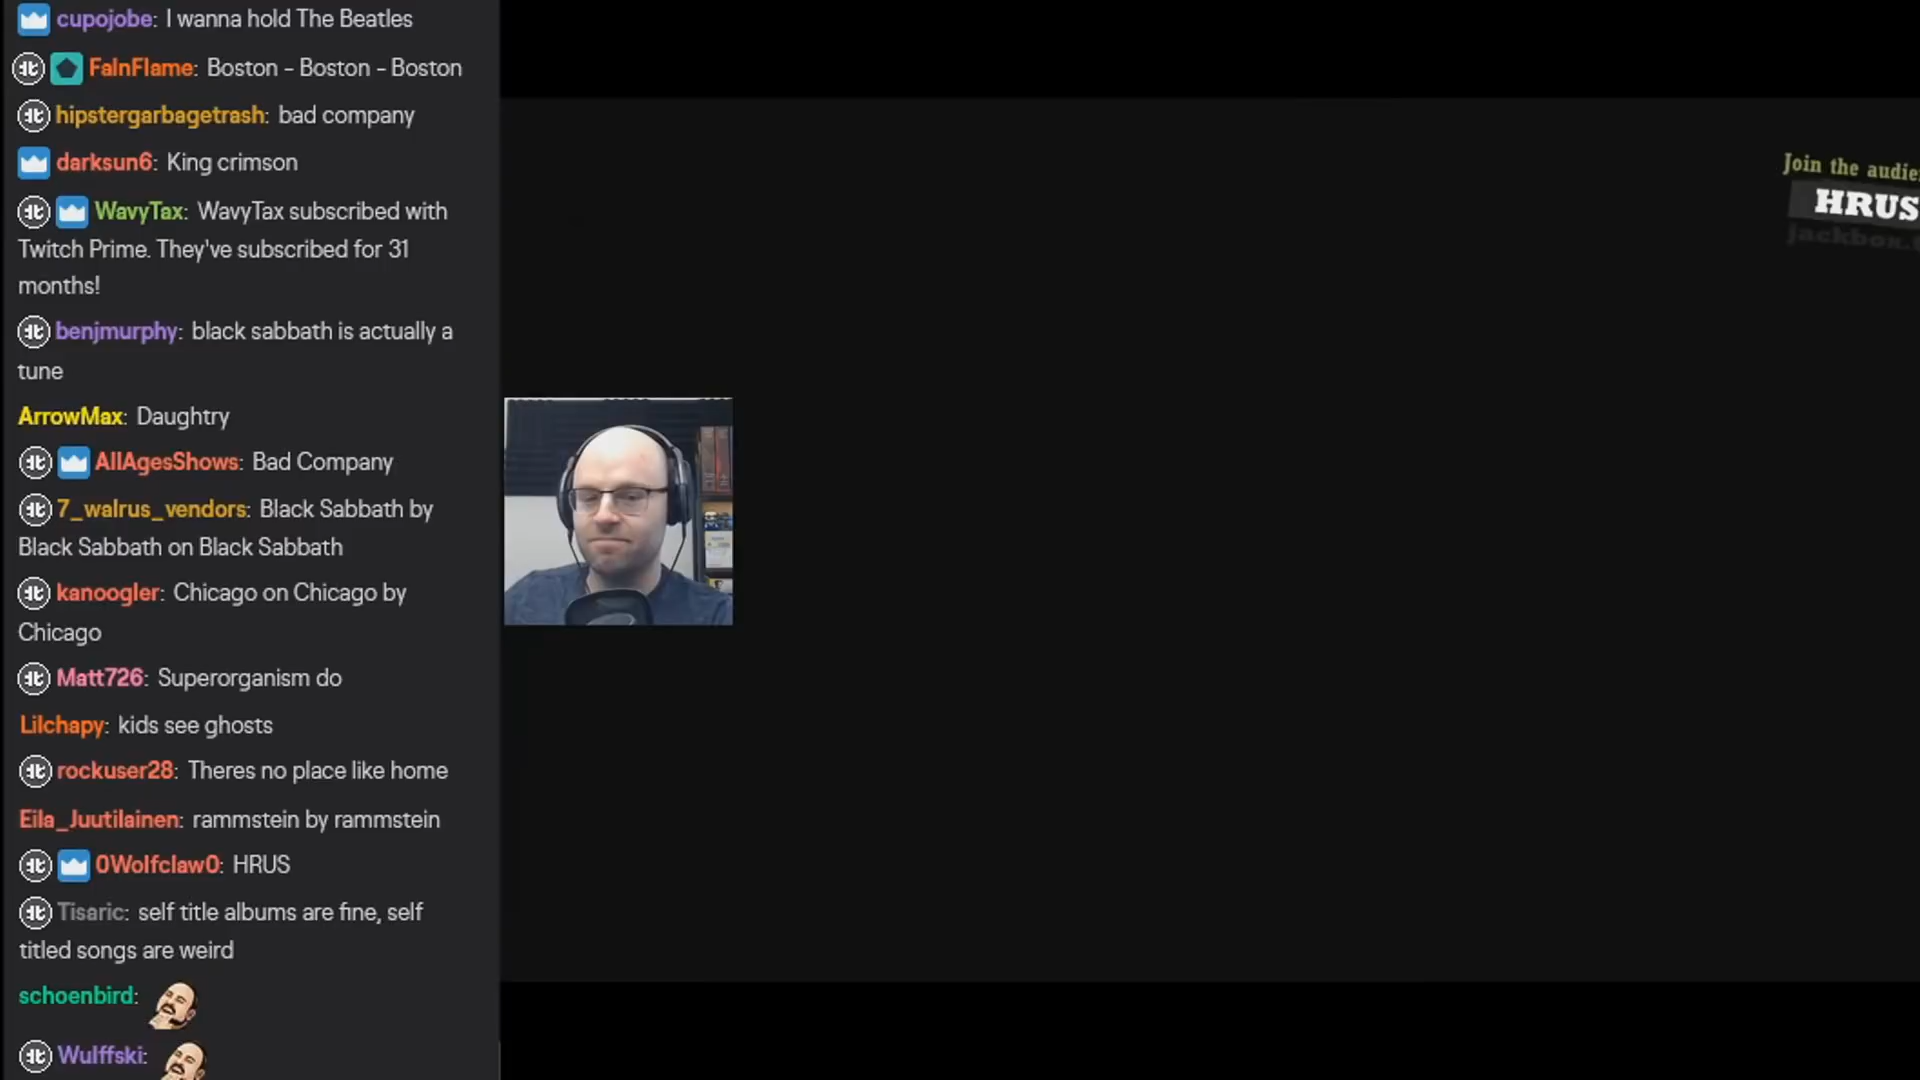 cupojobe: I wanna hold The Beatles
FalnFlame: Boston - Boston - Boston
hipstergarbagetrash: bad company
darksun6: King crimson
WavyTax: WavyTax subscribed with
Twitch Prime. They've subscribed for 31
months!
benjmurphy: black sabbath is actually a
tune
ArrowMax: Daughtry
AllAgesShows: Bad Company
7_walrus_vendors: Black Sabbath by
Black Sabbath on Black Sabbath
kanoogler: Chicago on Chicago by
Chicago
Matt726: Superorganism do
Lilchapy: kids see ghosts
rockuser28: Theres no place like home
Eila_Juutilainen: rammstein by rammstein
0Wolfclaw0: HRUS
Tisaric: self title albums are fine, self
titled songs are weird
schoenbird:
Wulffski:
Join the audie
HRUS
jackbox.